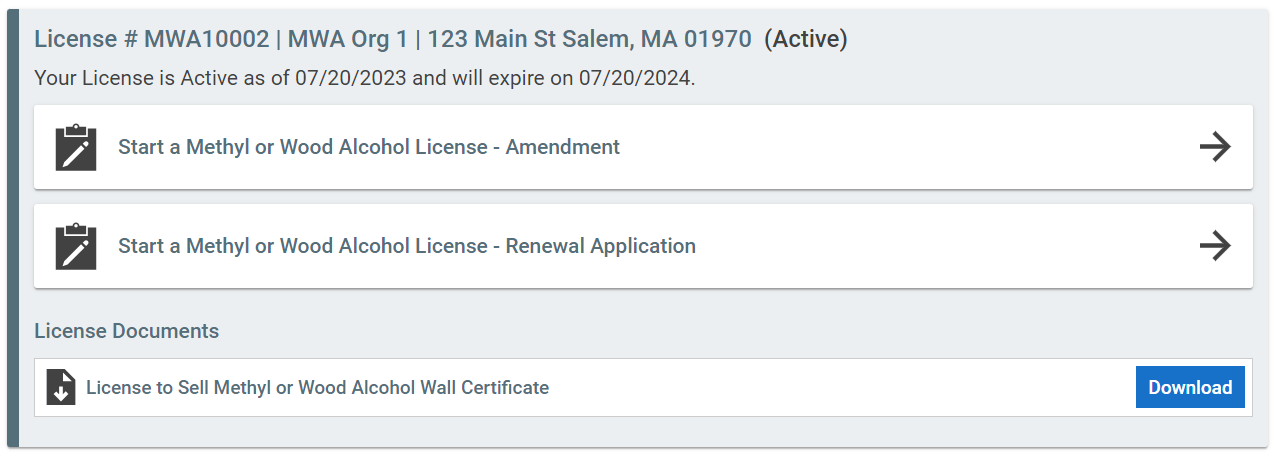 License # MWA10002 | MWA Org 1 | 123 Main St Salem, MA 01970 (Active)
Your License is Active as of 07/20/2023 and will expire on 07/20/2024.
Start a Methyl or Wood Alcohol License - Amendment
Start a Methyl or Wood Alcohol License - Renewal Application
License Documents
License to Sell Methyl or Wood Alcohol Wall Certificate Download